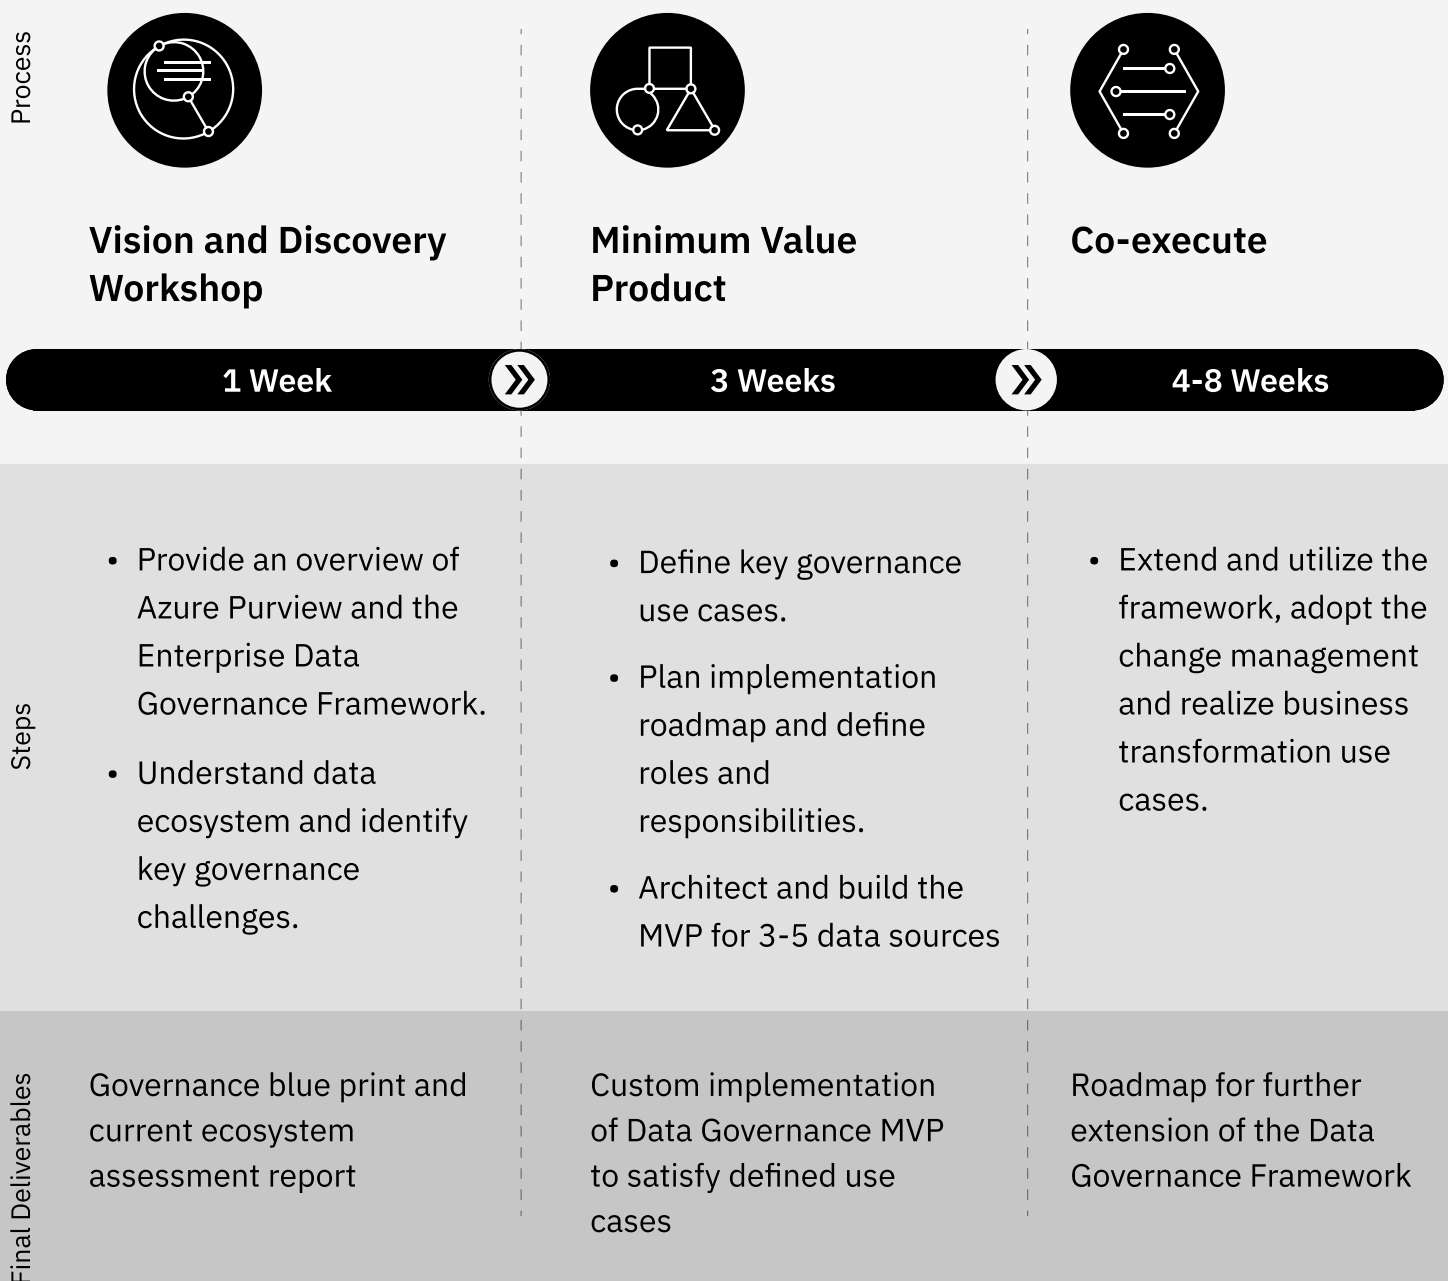 Process
Vision and Discovery
Workshop
Minimum Value
Product
Co-execute
1 Week
3 Weeks
4-8 Weeks
Steps
• Provide an overview of
Azure Purview and the
Enterprise Data
Governance Framework.
• Understand data
ecosystem and identify
key governance
challenges.
• Define key governance
use cases.
• Plan implementation
roadmap and define
roles and
responsibilities.
• Architect and build the
MVP for 3-5 data sources
• Extend and utilize the
framework, adopt the
change management
and realize business
transformation use
cases.
Final Deliverables
Governance blue print and
current ecosystem
assessment report
Custom implementation
of Data Governance MVP
to satisfy defined use
cases
Roadmap for further
extension of the Data
Governance Framework